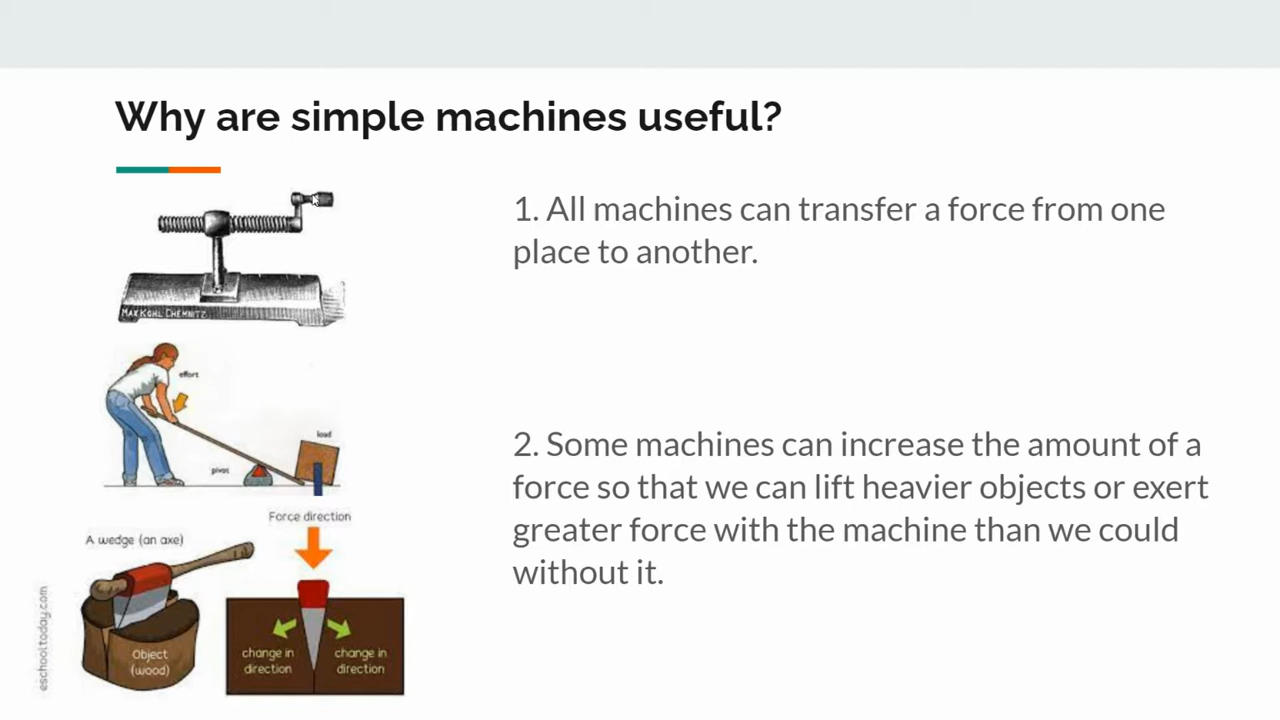 Why are simple machines useful?
1. All machines can transfer a force from one
place to another.
MAX KOHL CHEMNITZ
effort
load
pivot
2. Some machines can increase the amount of a
force so that we can lift heavier objects or exert
greater force with the machine than we could
without it.
Force direction
A wedge (an axe)
Object
(wood)
change in
direction
change in
direction
eschooltoday.com